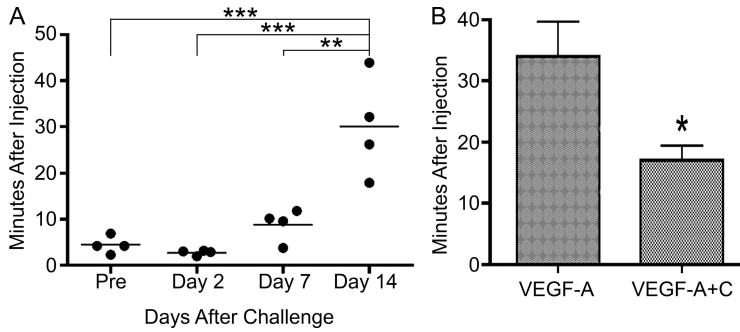 A
***
***
**
Minutes After Injection
50
40
30
20
10
0
Pre Day 2 Day 7 Day 14
Days After Challenge
B
Minutes After Injection
40
30
20
10
0
*
VEGF-A VEGF-A+C